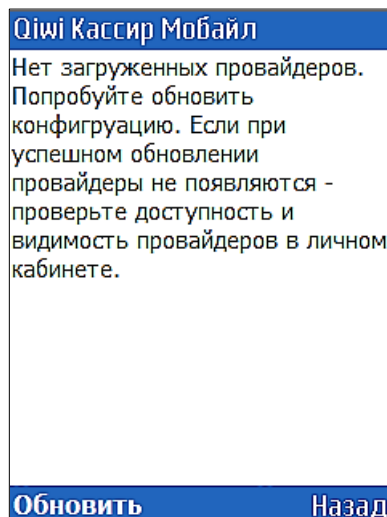 Qiwi Кассир Мобайл
Нет загруженных провайдеров.
Попробуйте обновить
конфигруацию. Если при
успешном обновлении
провайдеры не появляются -
проверьте доступность и
видимость провайдеров в личном
кабинете.
Обновить Назад